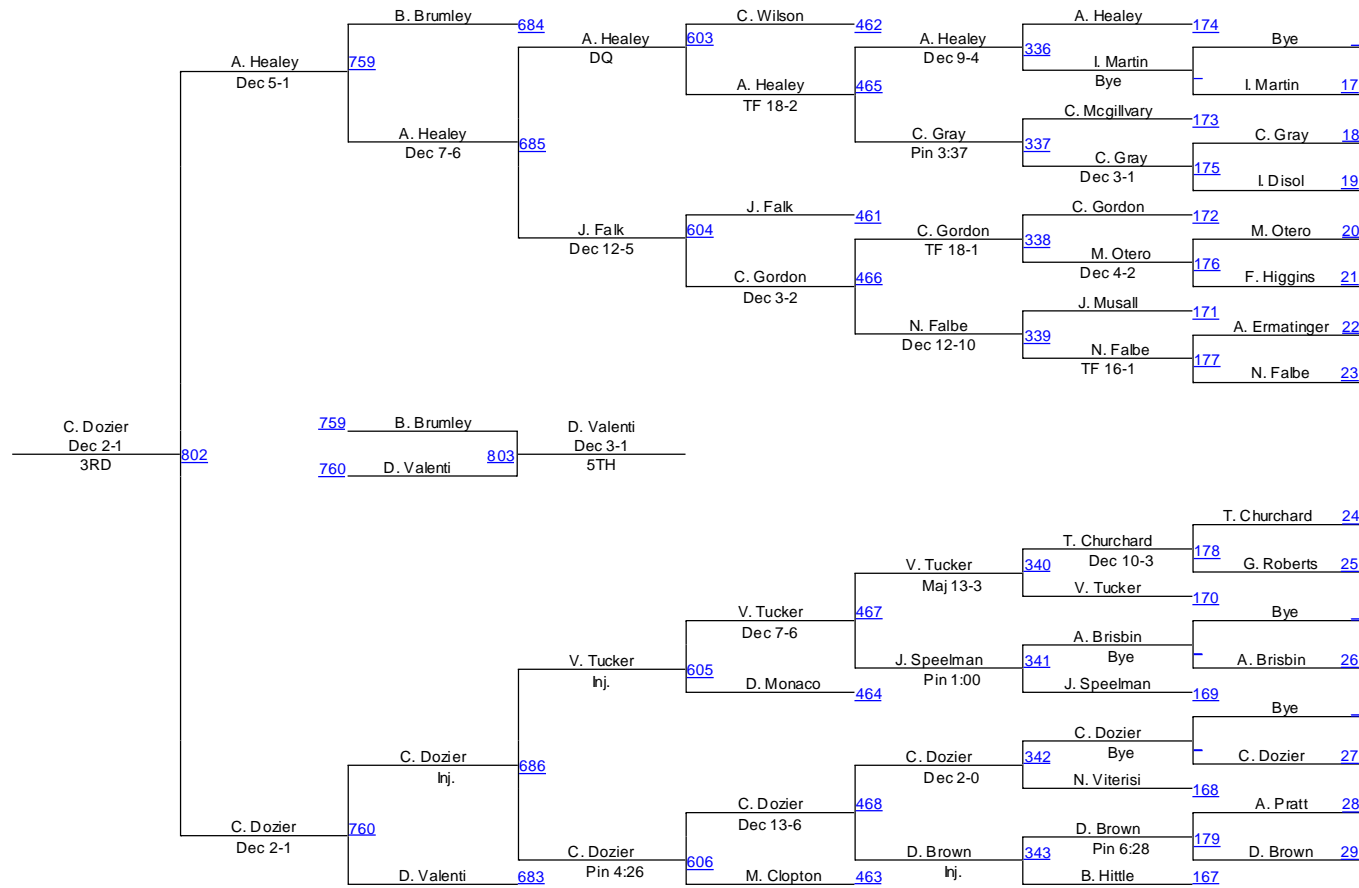 B. Brumley 684 C. Wilson 462 A. Healey 174
A. Healey 603 A. Healey Bye
A. Healey 759 DQ Dec 9-4 336 I. Martin
Dec 5-1 A. Healey 465 Bye I. Martin 17
TF 18-2 C. Mcgillvary 173
A. Healey 685 C. Gray 337 C. Gray 18
Dec 7-6 Pin 3:37 C. Gray 175
Dec 3-1 I. Disol 19
J. Falk 461 C. Gordon 172
J. Falk 604 C. Gordon 338 M. Otero 20
Dec 12-5 TF 18-1 M. Otero 176
C. Gordon 466 Dec 4-2 F. Higgins 21
Dec 3-2 J. Musall 171
N. Falbe 339 A. Ermatinger 22
Dec 12-10 N. Falbe 177
TF 16-1 N. Falbe 23
C. Dozier 759 B. Brumley D. Valenti
Dec 2-1 802 803 Dec 3-1
3RD 760 D. Valenti 5TH
T. Churchard 24
T. Churchard 178
V. Tucker 340 Dec 10-3 G. Roberts 25
Maj 13-3 V. Tucker 170
V. Tucker 467 Bye
Dec 7-6 A. Brisbin
V. Tucker 605 J. Speelman 341 Bye A. Brisbin 26
Inj. D. Monaco 464 Pin 1:00 J. Speelman 169
Bye
C. Dozier
C. Dozier 686 C. Dozier 342 Bye C. Dozier 27
Inj. Dec 2-0 N. Viterisi 168
C. Dozier 468 A. Pratt 28
C. Dozier 760 Dec 13-6 D. Brown 179
Dec 2-1 C. Dozier 606 D. Brown 343 Pin 6:28 D. Brown 29
D. Valenti 683 Pin 4:26 M. Clopton 463 Inj. B. Hittle 167